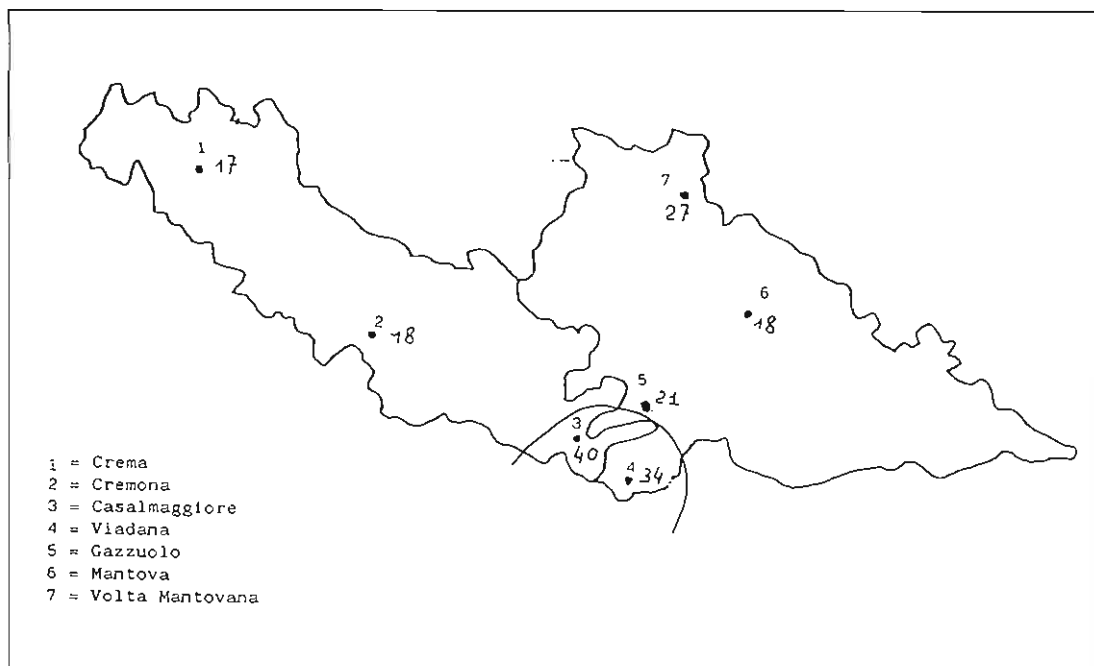 1
17
7
27
6
18
2
18
5
21
3
40
4
34
1 = Crema
2 = Cremona
3 = Casalmaggiore
4 = Viadana
5 = Gazzuolo
6 = Mantova
7 = Volta Mantovana